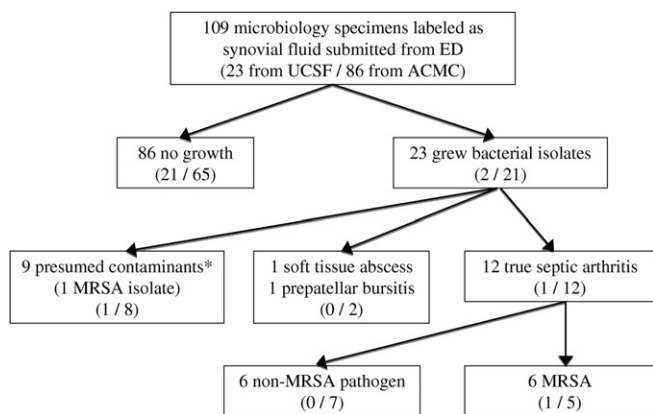 109 microbiology specimens labeled as
synovial fluid submitted from ED
(23 from UCSF / 86 from ACMC)
86 no growth
(21 / 65)
23 grew bacterial isolates
(2 / 21)
9 presumed contaminants*
(1 MRSA isolate)
(1 / 8)
1 soft tissue abscess
1 prepatellar bursitis
(0 / 2)
12 true septic arthritis
(1 / 12)
6 non-MRSA pathogen
(0 / 7)
6 MRSA
(1 / 5)